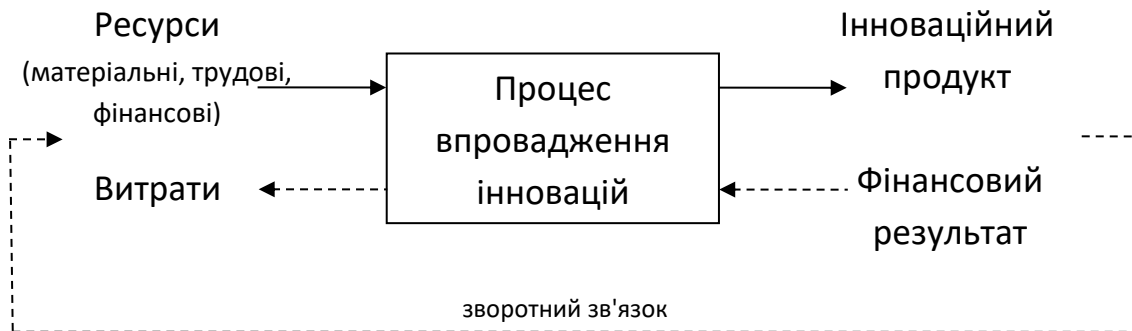 Ресурси
(матеріальні, трудові,
фінансові)
Витрати
Процес
впровадження
інновацій
Інноваційний
продукт
Фінансовий
результат
зворотний зв'язок